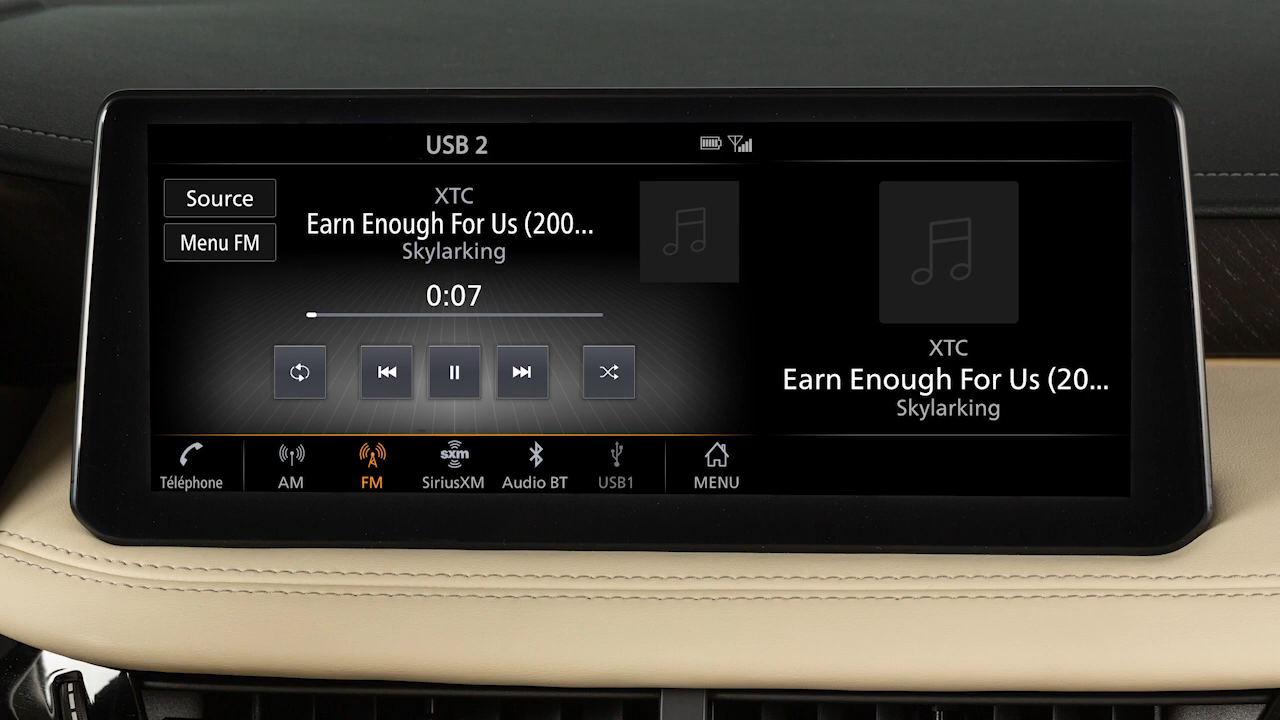 USB 2
Source
Menu FM
XTC
Earn Enough For Us (200...
Skylarking
0:07
XTC
Earn Enough For Us (20...
Skylarking
Téléphone
AM
FM
sxm
SiriusXM
Audio BT
USB1
MENU